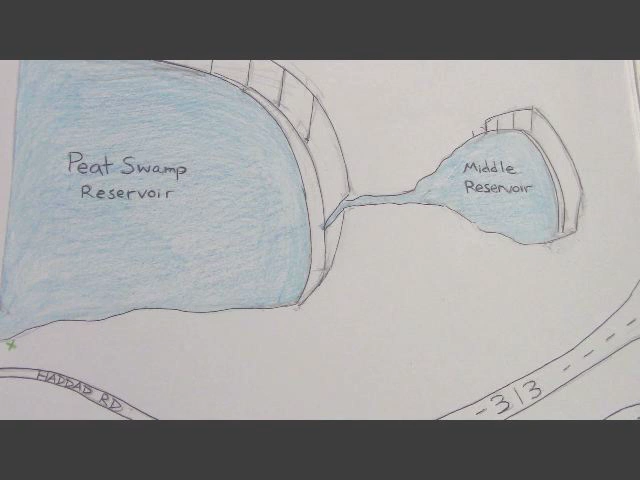 Peat Swamp
Reservoir
Middle
Reservoir
HADDAD RD.
313